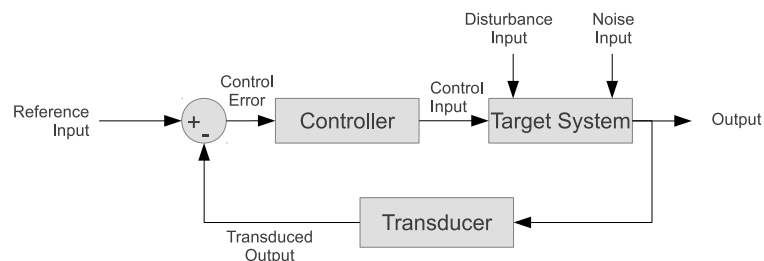 Disturbance
Input
Noise
Input
Reference
Input
+
-
Control
Error
Controller
Control
Input
Target System
Output
Transducer
Transduced
Output